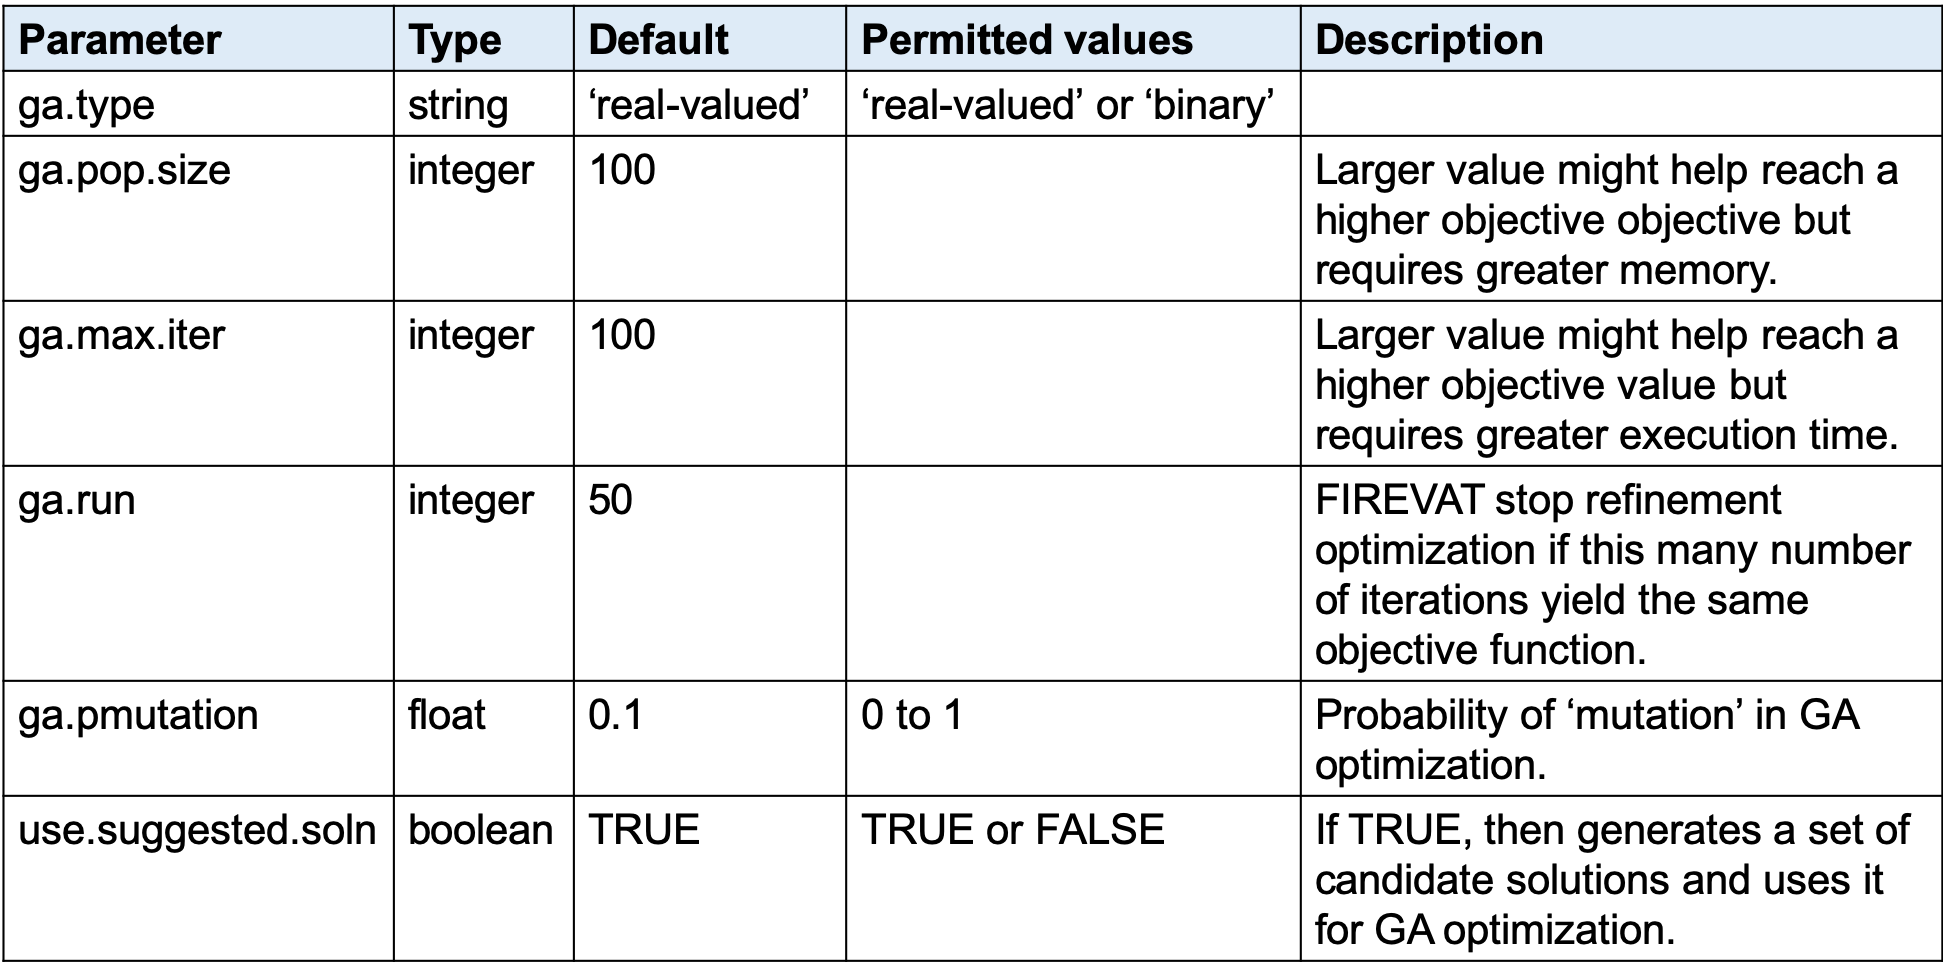 Parameter Type Default Permitted values Description
ga.type string ‘real-valued’ ‘real-valued’ or ‘binary’
ga.pop.size integer 100 Larger value might help reach a
higher objective objective but
requires greater memory.
ga.max.iter integer 100 Larger value might help reach a
higher objective value but
requires greater execution time.
ga.run integer 50 FIREVAT stop refinement
optimization if this many number
of iterations yield the same
objective function.
ga.pmutation float 0.1 0 to 1 Probability of ‘mutation’ in GA
optimization.
use.suggested.soln boolean TRUE TRUE or FALSE If TRUE, then generates a set of
candidate solutions and uses it
for GA optimization.